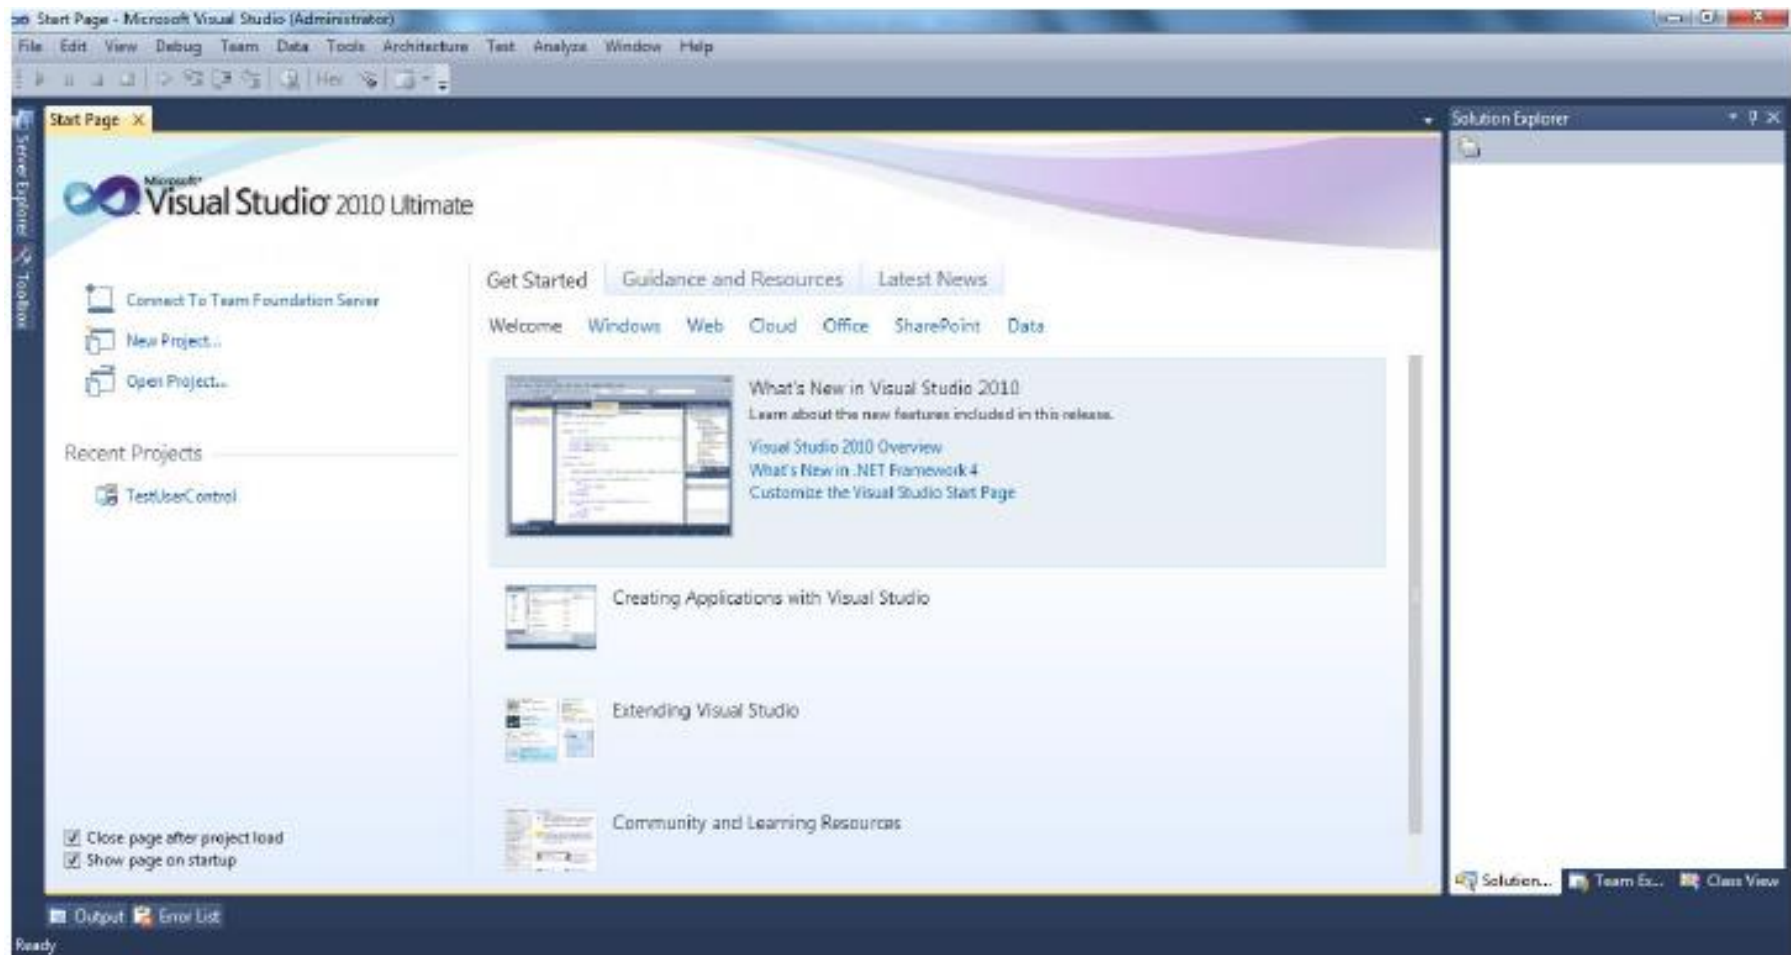 Start Page - Microsoft Visual Studio (Administrator)
File Edit View Debug Team Data Tools Architecture Test Analyze Window Help
Hex
Server Explorer
Toolbox
Start Page
Solution Explorer
Microsoft
Visual Studio 2010 Ultimate
Connect To Team Foundation Server
New Project...
Open Project...
Recent Projects
TestUserControl
Get Started Guidance and Resources Latest News
Welcome Windows Web Cloud Office SharePoint Data
What's New in Visual Studio 2010
Learn about the new features included in this release.
Visual Studio 2010 Overview
What's New in .NET Framework 4
Customize the Visual Studio Start Page
Creating Applications with Visual Studio
Extending Visual Studio
Community and Learning Resources
Close page after project load
Show page on startup
Solution... Team Ex... Class View
Output Error List
Ready